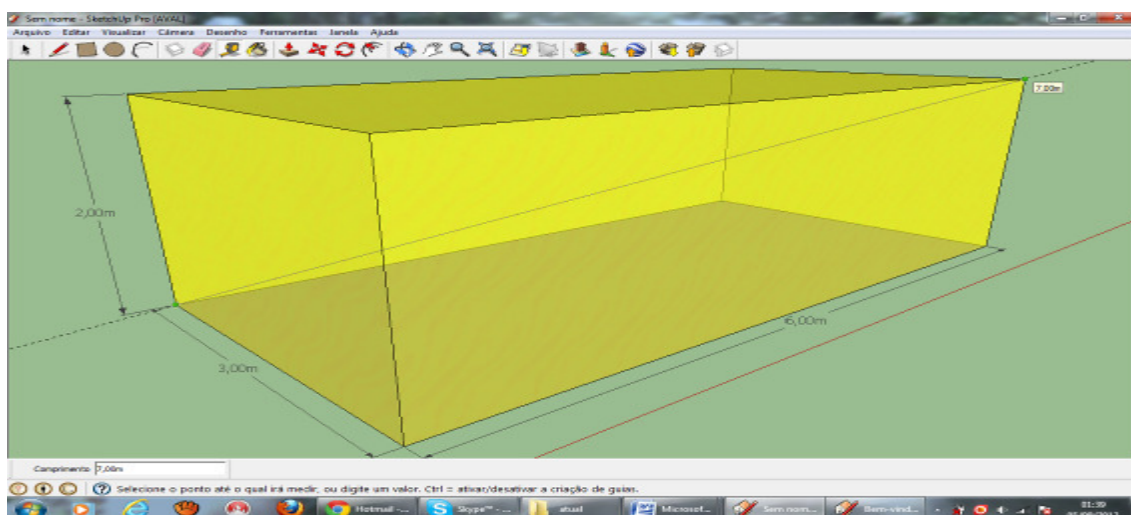 Sem nome - SketchUp Pro (AVAL)
Arquivo Editar Visualizar Câmera Desenho Ferramentas Janela Ajuda
7,00m
2,00m
6,00m
3,00m
Comprimento 7,00m
Selecione o ponto até o qual irá medir, ou digite um valor. Ctrl = ativar/desativar a criação de guias.
Hotmail -... Skype™ - ... atual Microsof... Sem nom... Bem-vind... 01:39